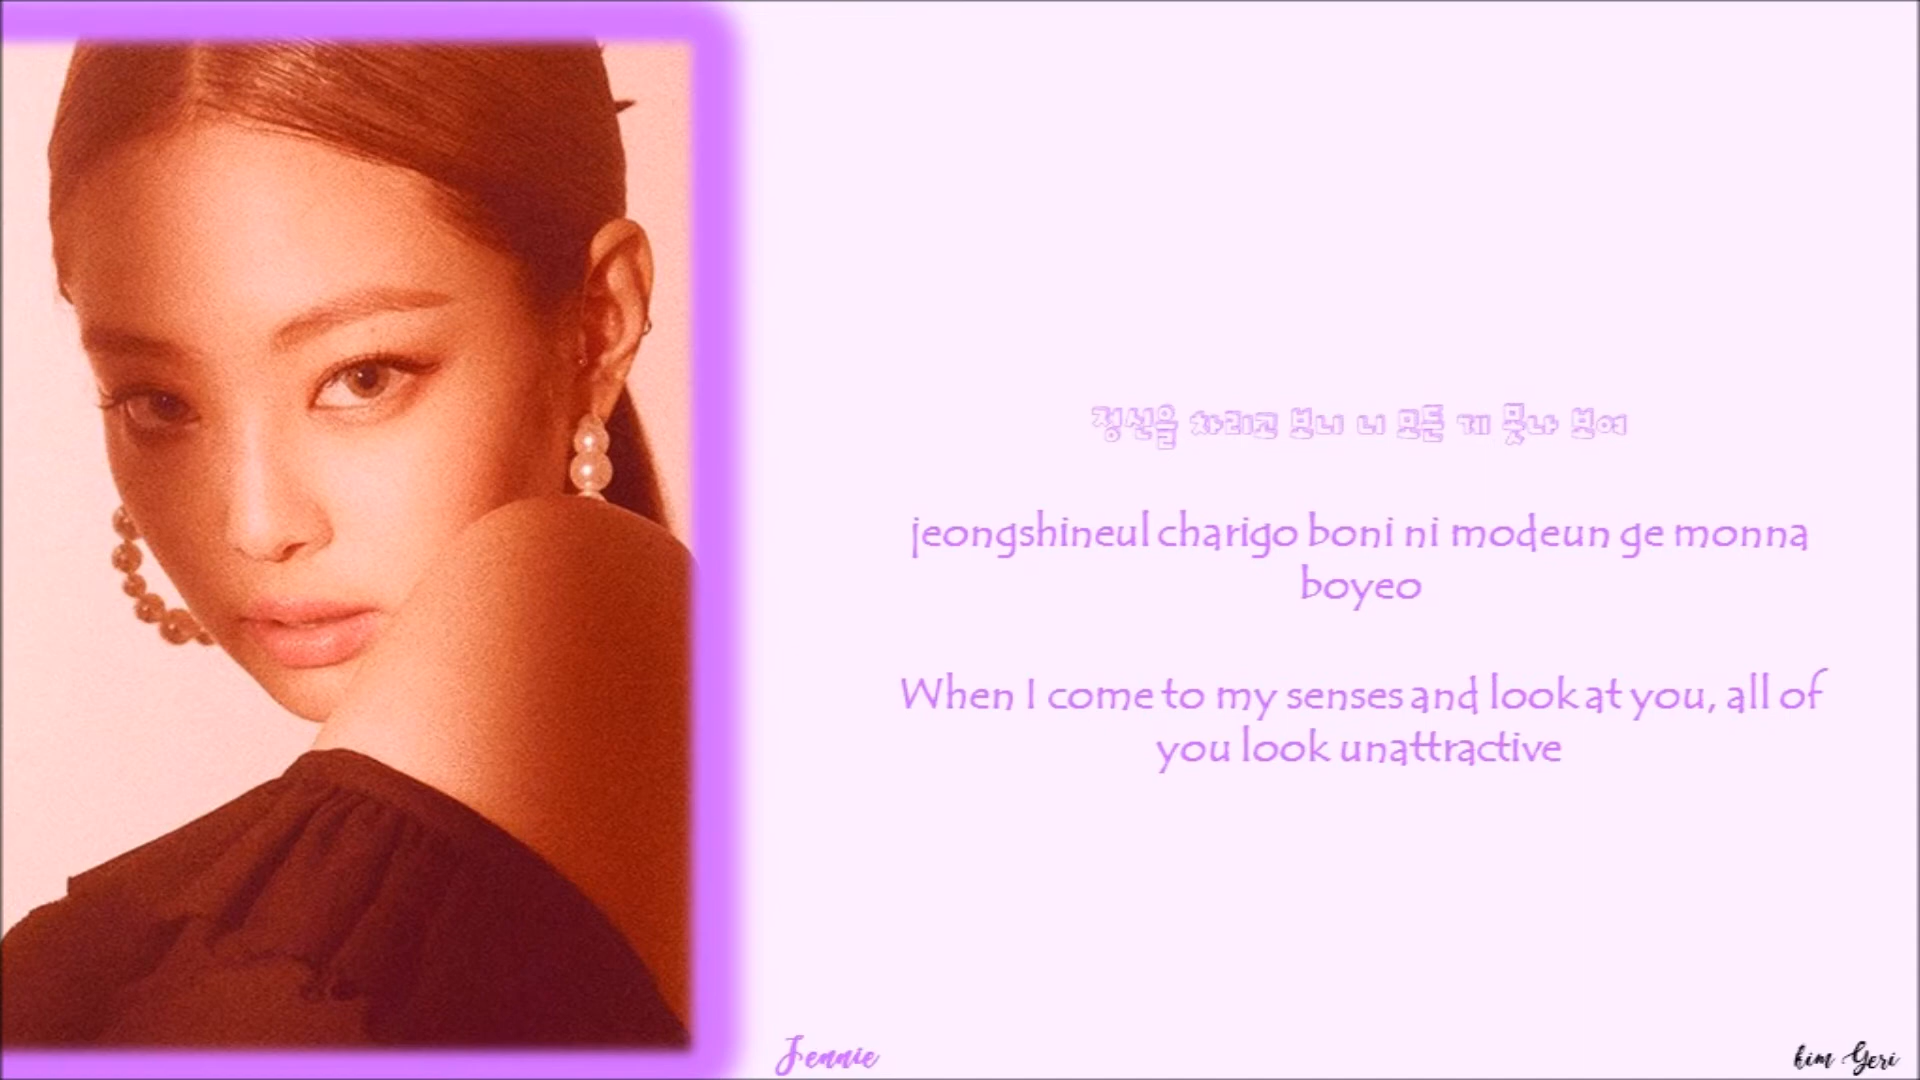 정신을 차리고 보니 니 모든 게 못나 보여
jeongshineul charigo boni ni modeun ge monna
boyeo
When I come to my senses and look at you, all of
you look unattractive
Jennie
kim Geri